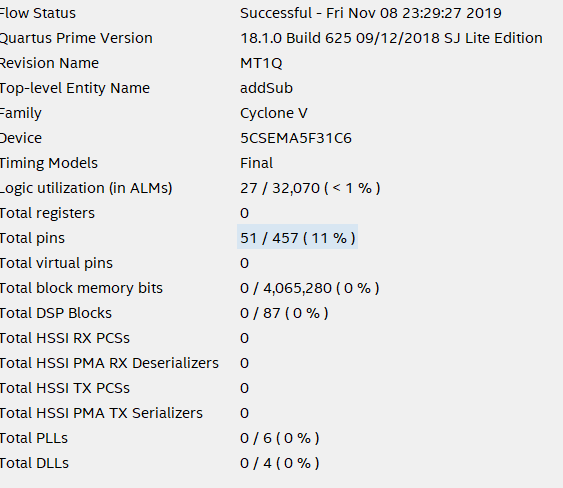 Flow Status Successful - Fri Nov 08 23:29:27 2019
Quartus Prime Version 18.1.0 Build 625 09/12/2018 SJ Lite Edition
Revision Name MT1Q
Top-level Entity Name addSub
Family Cyclone V
Device 5CSEMA5F31C6
Timing Models Final
Logic utilization (in ALMs) 27 / 32,070 ( < 1 % )
Total registers 0
Total pins 51 / 457 ( 11 % )
Total virtual pins 0
Total block memory bits 0 / 4,065,280 ( 0 % )
Total DSP Blocks 0 / 87 ( 0 % )
Total HSSI RX PCSs 0
Total HSSI PMA RX Deserializers 0
Total HSSI TX PCSs 0
Total HSSI PMA TX Serializers 0
Total PLLs 0 / 6 ( 0 % )
Total DLLs 0 / 4 ( 0 % )